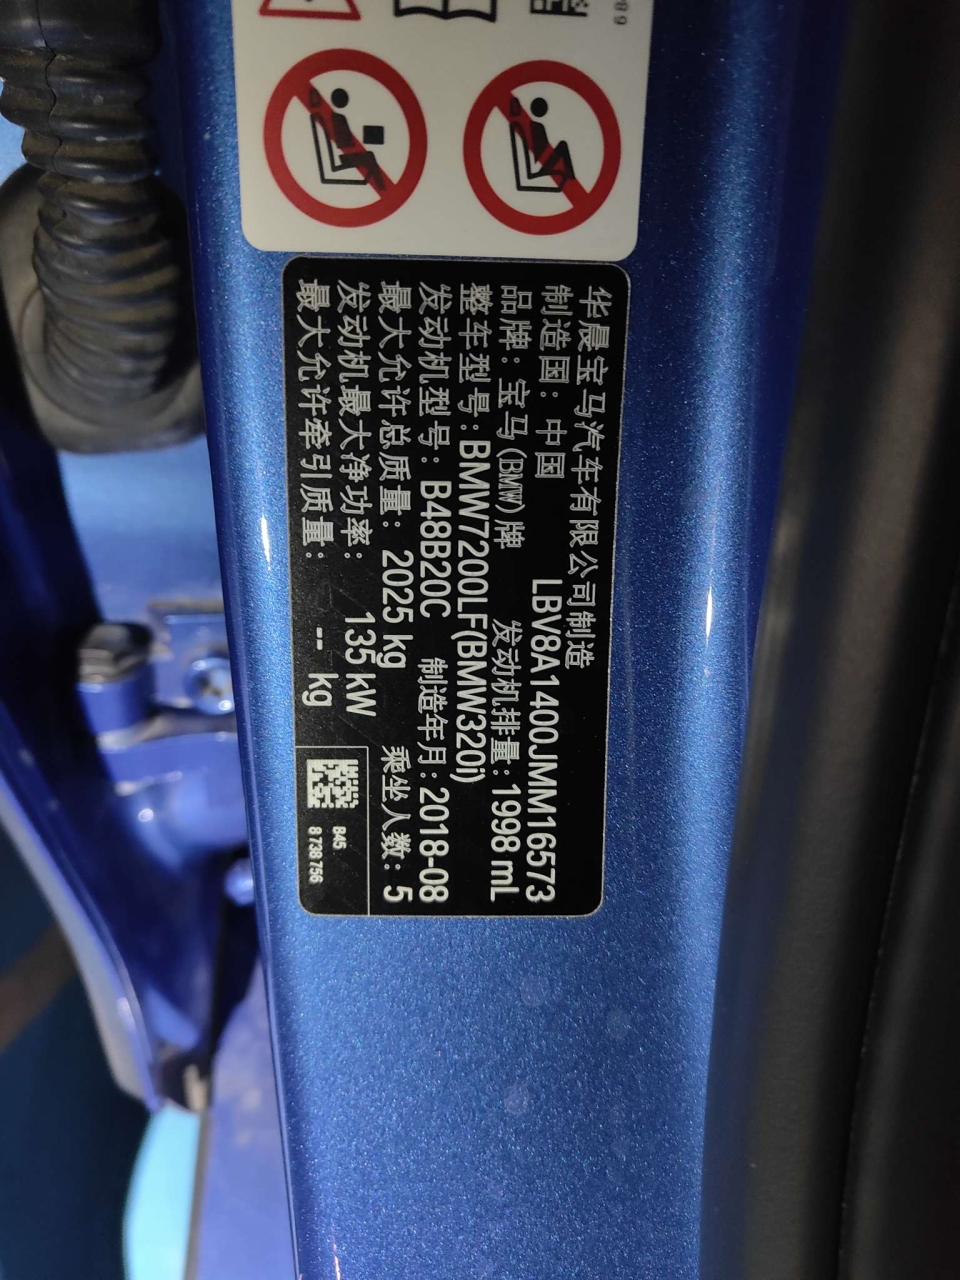 89
华晨宝马汽车有限公司制造
制造国：中国 LBV8A1400JMM16573
品牌：宝马(BMW)牌 发动机排量：1998 mL
整车型号：BMW7200LF(BMW320i)
发动机型号：B48B20C 制造年月：2018-08
最大允许总质量：2025 kg 乘坐人数：5
发动机最大净功率：135 kW
最大允许牵引质量：-- kg
B45
8 738 756